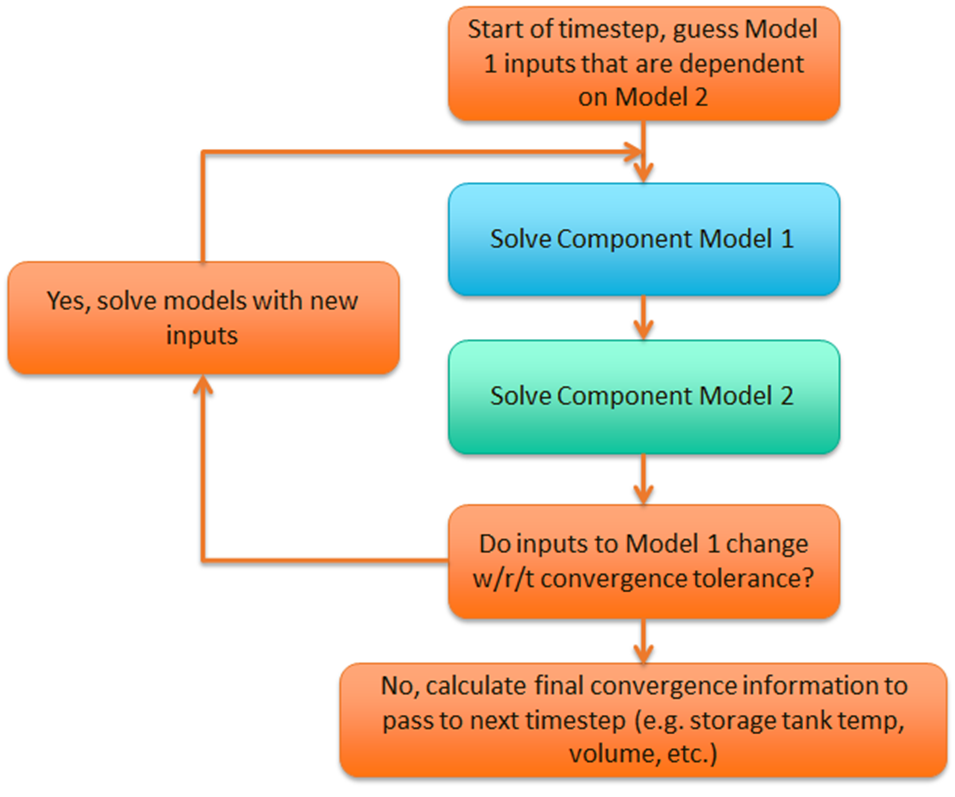 Start of timestep, guess Model
1 inputs that are dependent
on Model 2
Solve Component Model 1
Yes, solve models with new
inputs
Solve Component Model 2
Do inputs to Model 1 change
w/r/t convergence tolerance?
No, calculate final convergence information to
pass to next timestep (e.g. storage tank temp,
volume, etc.)